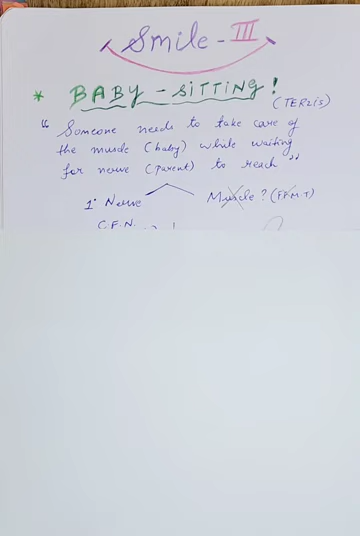 Smile - III
* BABY - SITTING!
(TERZIS)
" Someone needs to take care of
the muscle (baby) while waiting
for nerve (parent) to reach "
1° Nerve Muscle? (FFMT)
C.F.N.